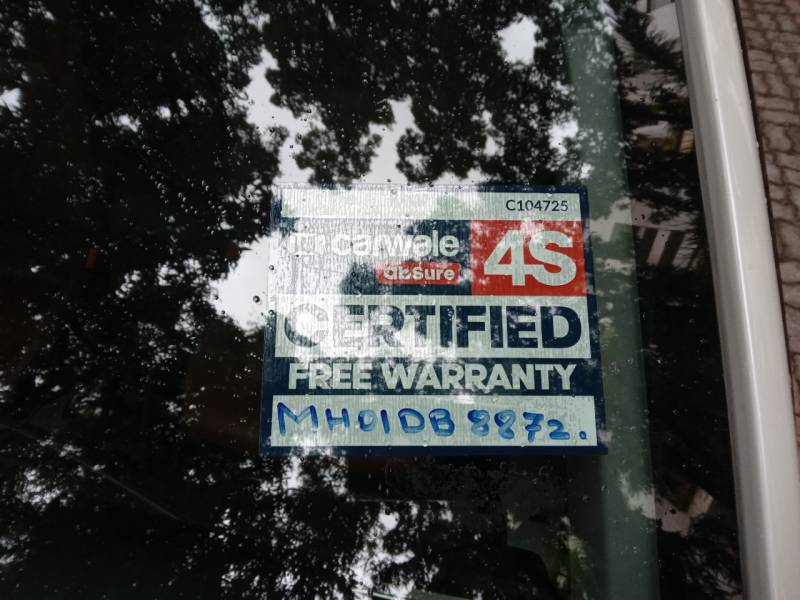 C104725
carwale
abSure
4S
CERTIFIED
FREE WARRANTY
MH01DB 8872.